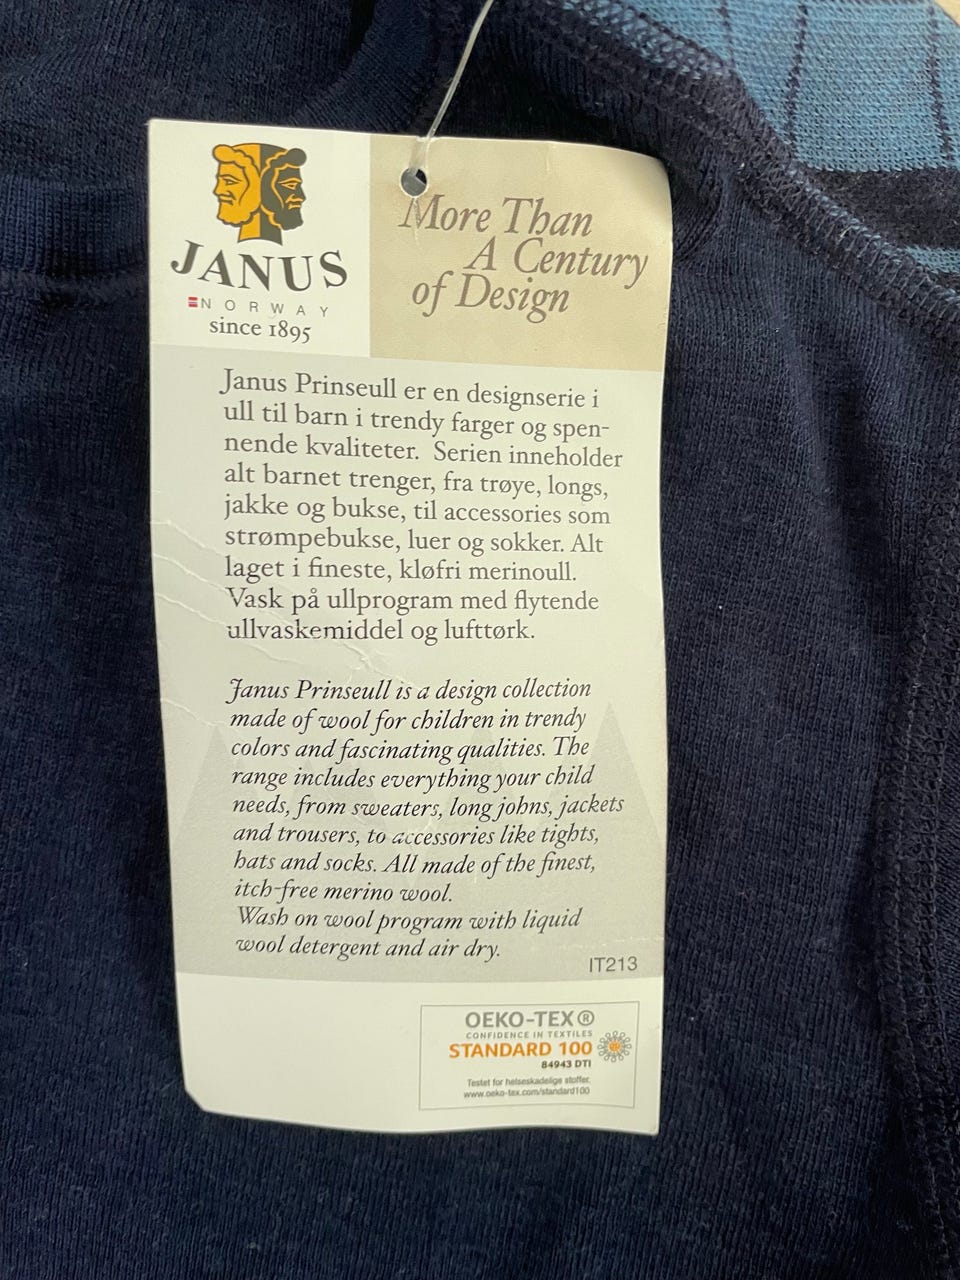 JANUS
NORWAY
since 1895
More Than
A Century
of Design
Janus Prinseull er en designserie i
ull til barn i trendy farger og spen-
nende kvaliteter. Serien inneholder
alt barnet trenger, fra trøye, longs,
jakke og bukse, til accessories som
strømpebukse, luer og sokker. Alt
laget i fineste, kløfri merinoull.
Vask på ullprogram med flytende
ullvaskemiddel og lufttørk.
Janus Prinseull is a design collection
made of wool for children in trendy
colors and fascinating qualities. The
range includes everything your child
needs, from sweaters, long johns, jackets
and trousers, to accessories like tights,
hats and socks. All made of the finest,
itch-free merino wool.
Wash on wool program with liquid
wool detergent and air dry.
IT213
OEKO-TEX®
CONFIDENCE IN TEXTILES
STANDARD 100
84943 DTI
Testet for helseskadelige stoffer.
www.oeko-tex.com/standard100